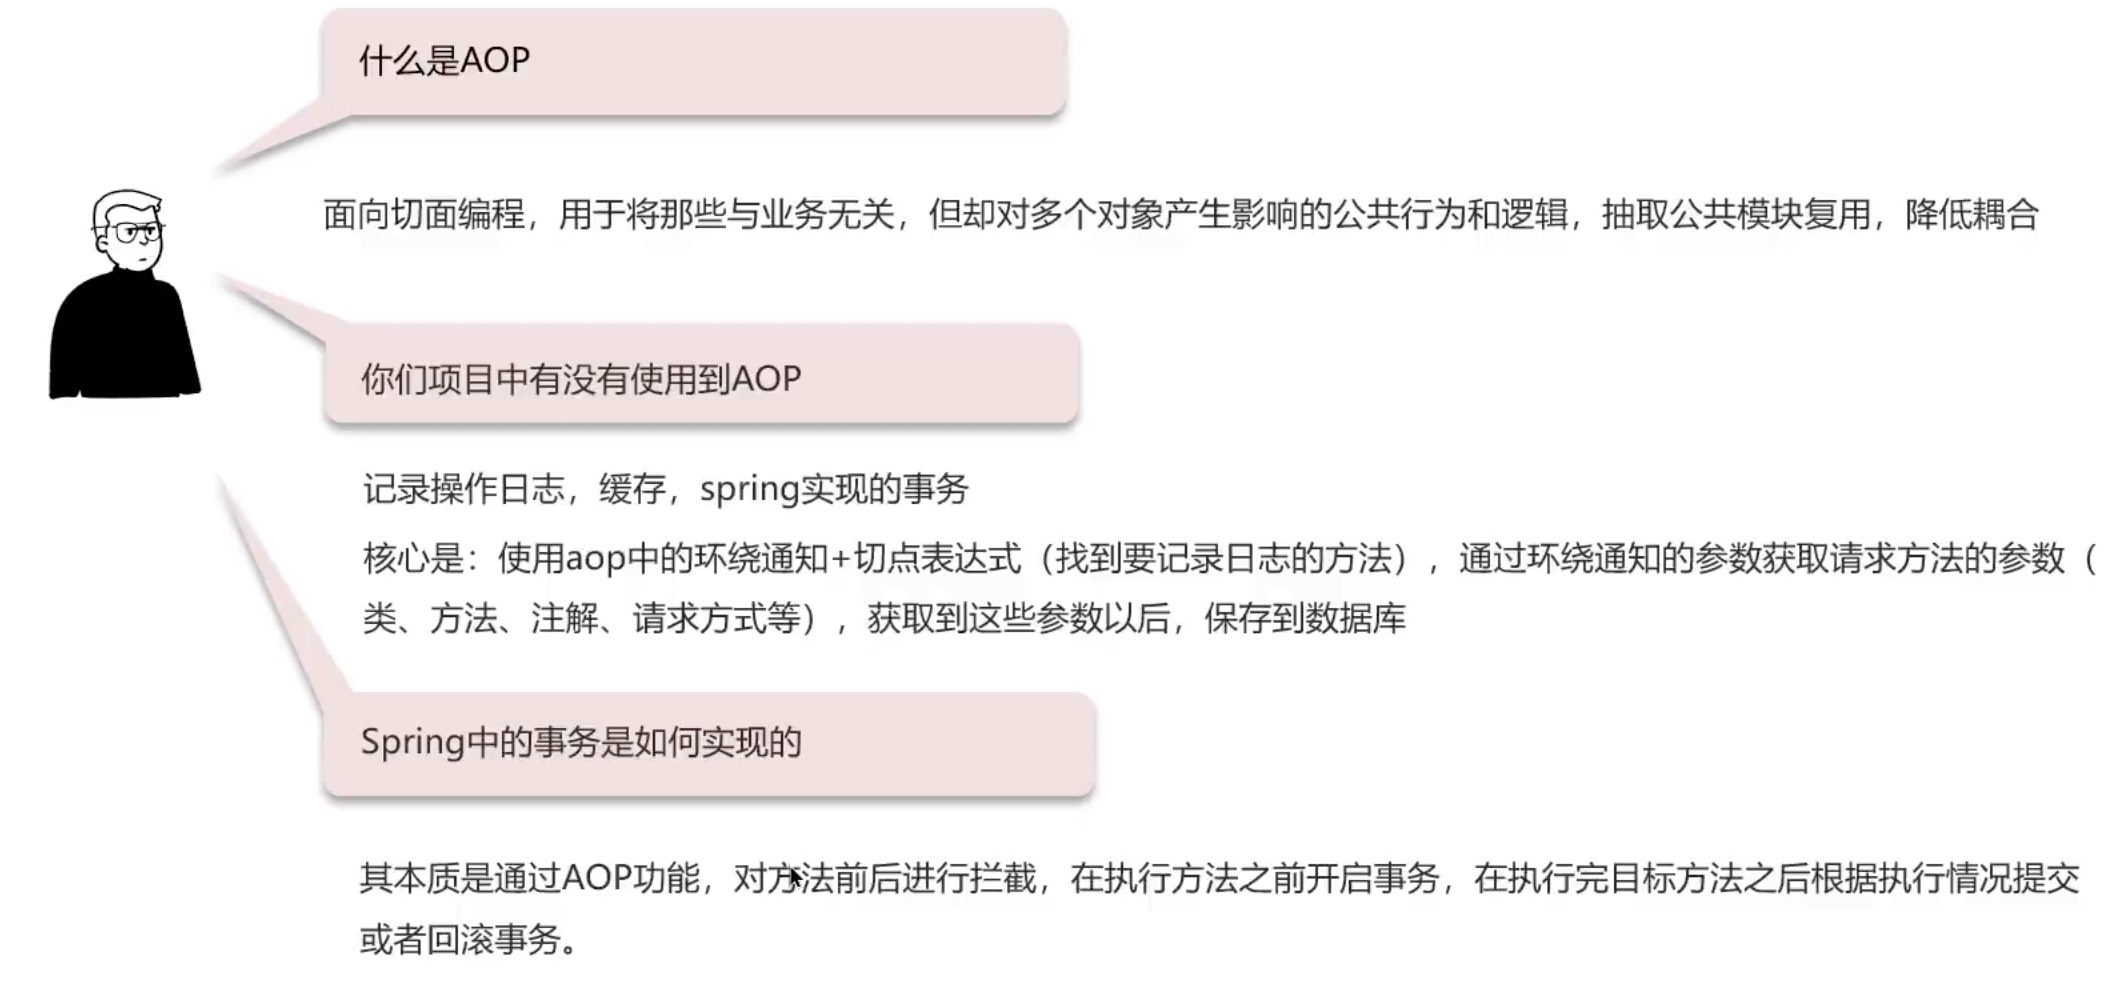 什么是AOP
面向切面编程，用于将那些与业务无关，但却对多个对象产生影响的公共行为和逻辑，抽取公共模块复用，降低耦合
你们项目中有没有使用到AOP
记录操作日志，缓存，spring实现的事务
核心是：使用aop中的环绕通知+切点表达式（找到要记录日志的方法），通过环绕通知的参数获取请求方法的参数（
类、方法、注解、请求方式等），获取到这些参数以后，保存到数据库
Spring中的事务是如何实现的
其本质是通过AOP功能，对方法前后进行拦截，在执行方法之前开启事务，在执行完目标方法之后根据执行情况提交
或者回滚事务。